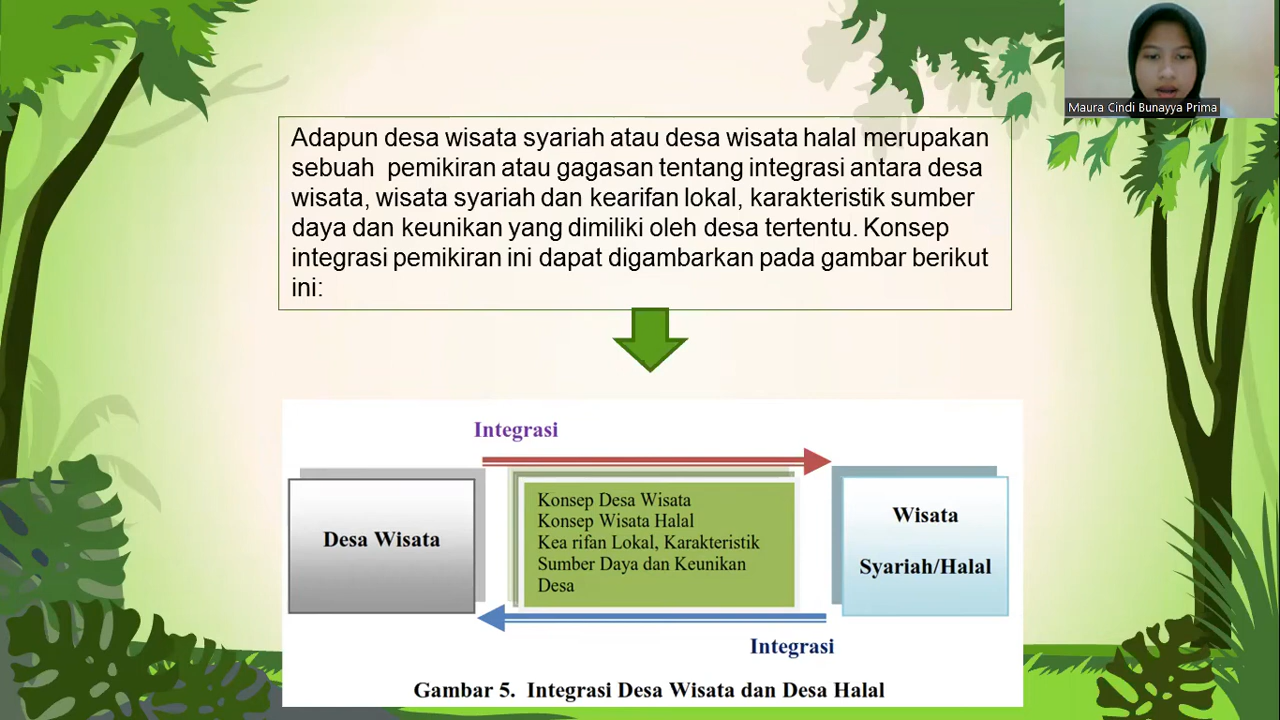 Maura Cindi Bunayya Prima
Adapun desa wisata syariah atau desa wisata halal merupakan
sebuah pemikiran atau gagasan tentang integrasi antara desa
wisata, wisata syariah dan kearifan lokal, karakteristik sumber
daya dan keunikan yang dimiliki oleh desa tertentu. Konsep
integrasi pemikiran ini dapat digambarkan pada gambar berikut
ini:
Integrasi
Desa Wisata
Konsep Desa Wisata
Konsep Wisata Halal
Kea rifan Lokal, Karakteristik
Sumber Daya dan Keunikan
Desa
Wisata
Syariah/Halal
Integrasi
Gambar 5. Integrasi Desa Wisata dan Desa Halal